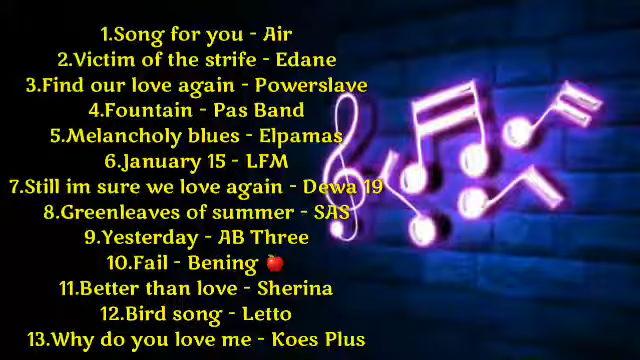 1.Song for you - Air
2.Victim of the strife - Edane
3.Find our love again - Powerslave
4.Fountain - Pas Band
5.Melancholy blues - Elpamas
6.January 15 - LFM
7.Still im sure we love again - Dewa 19
8.Greenleaves of summer - SAS
9.Yesterday - AB Three
10.Fail - Bening 🍎
11.Better than love - Sherina
12.Bird song - Letto
13.Why do you love me - Koes Plus